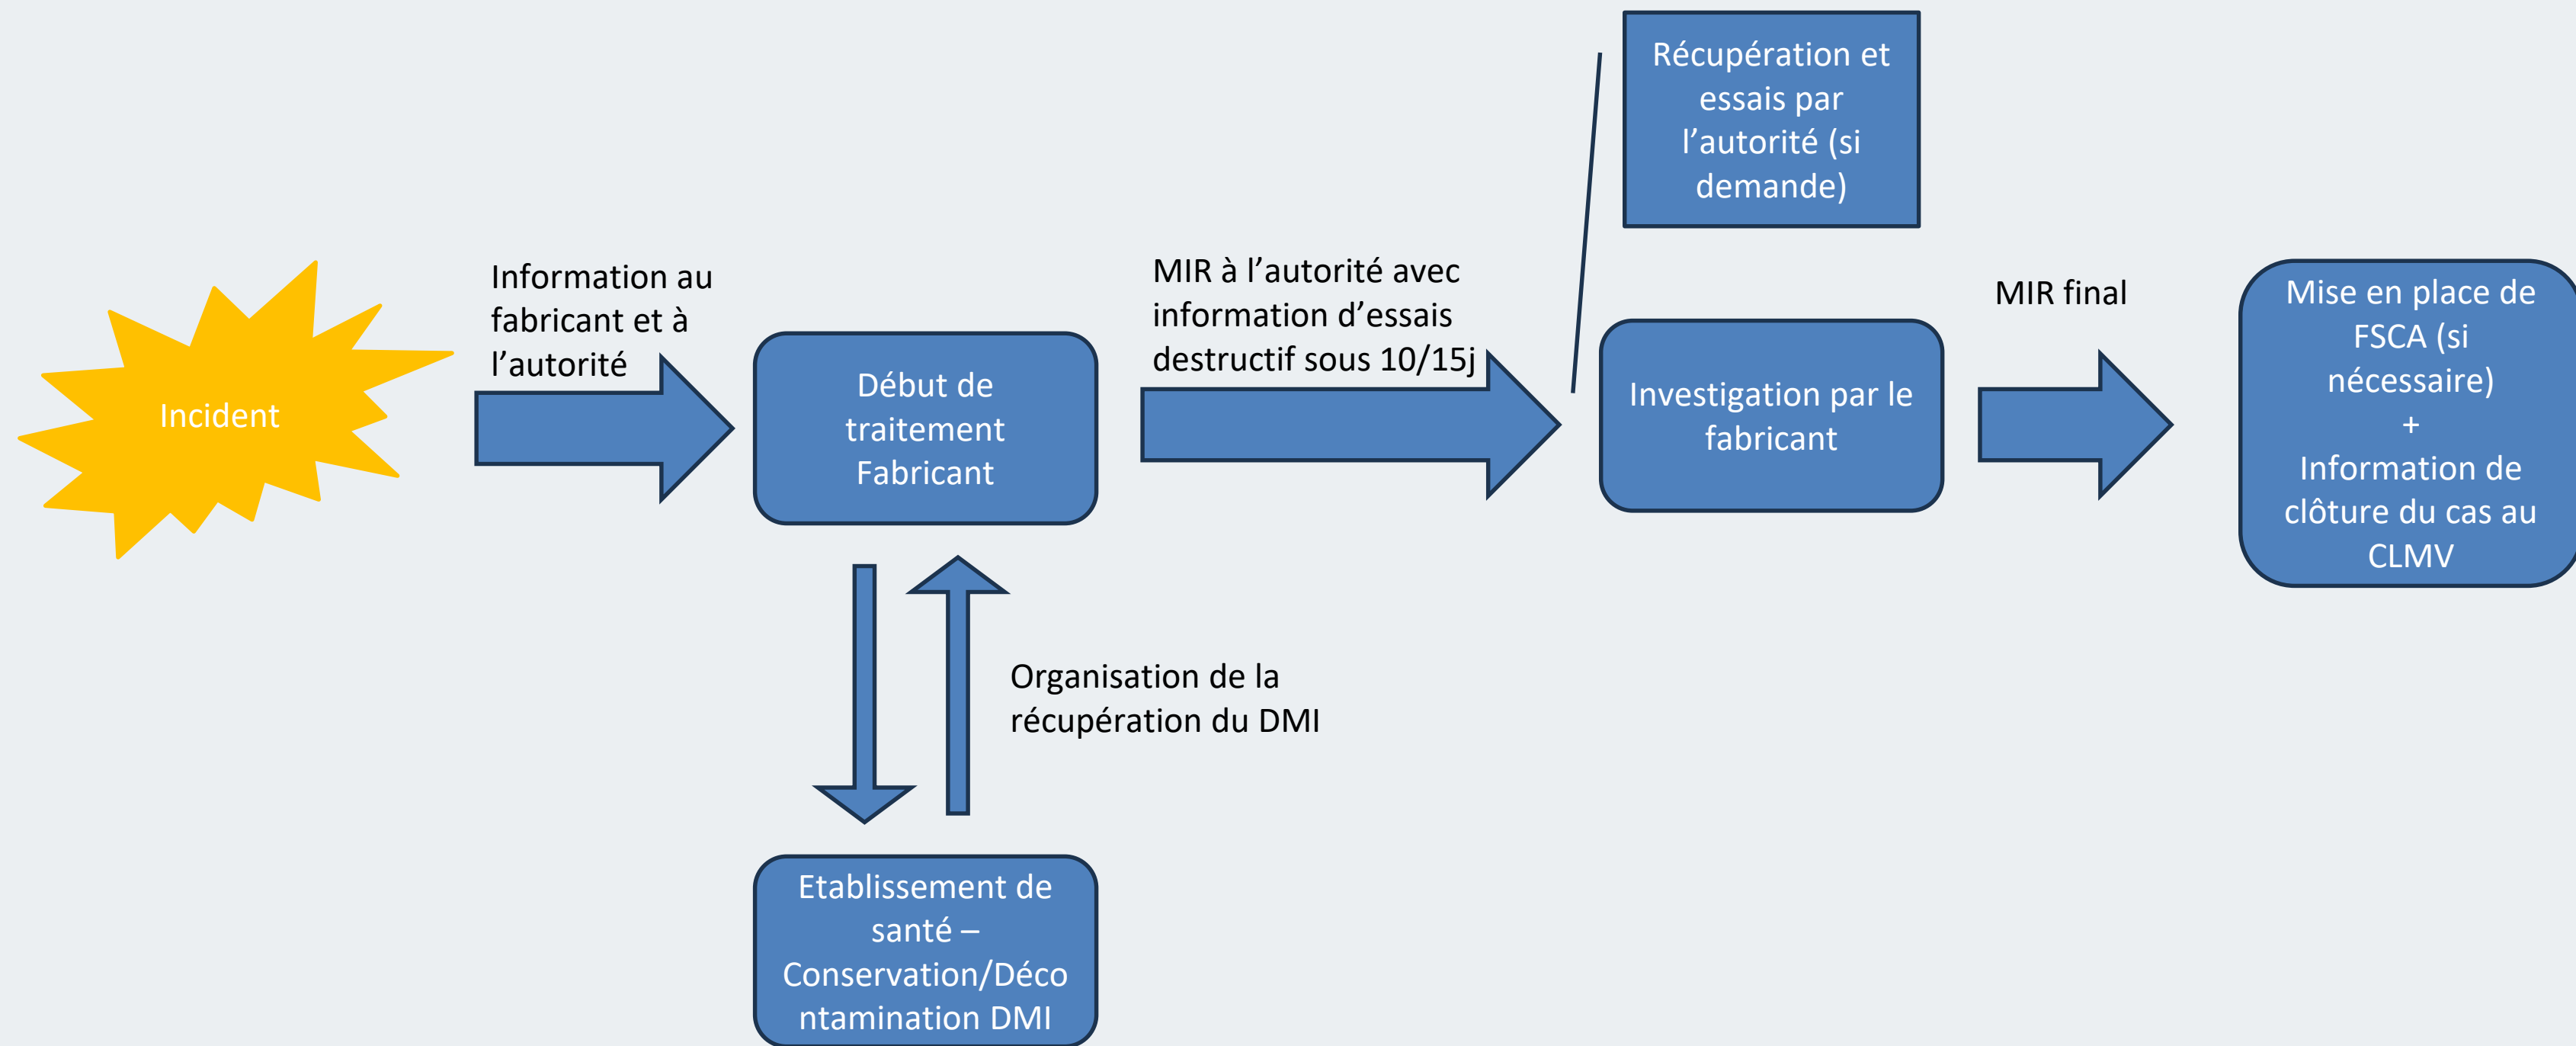 Incident
Information au
fabricant et à
l’autorité
Début de
traitement
Fabricant
Organisation de la
récupération du DMI
Etablissement de
santé –
Conservation/Déco
ntamination DMI
MIR à l’autorité avec
information d’essais
destructif sous 10/15j
Récupération et
essais par
l’autorité (si
demande)
Investigation par le
fabricant
MIR final
Mise en place de
FSCA (si
nécessaire)
+
Information de
clôture du cas au
CLMV